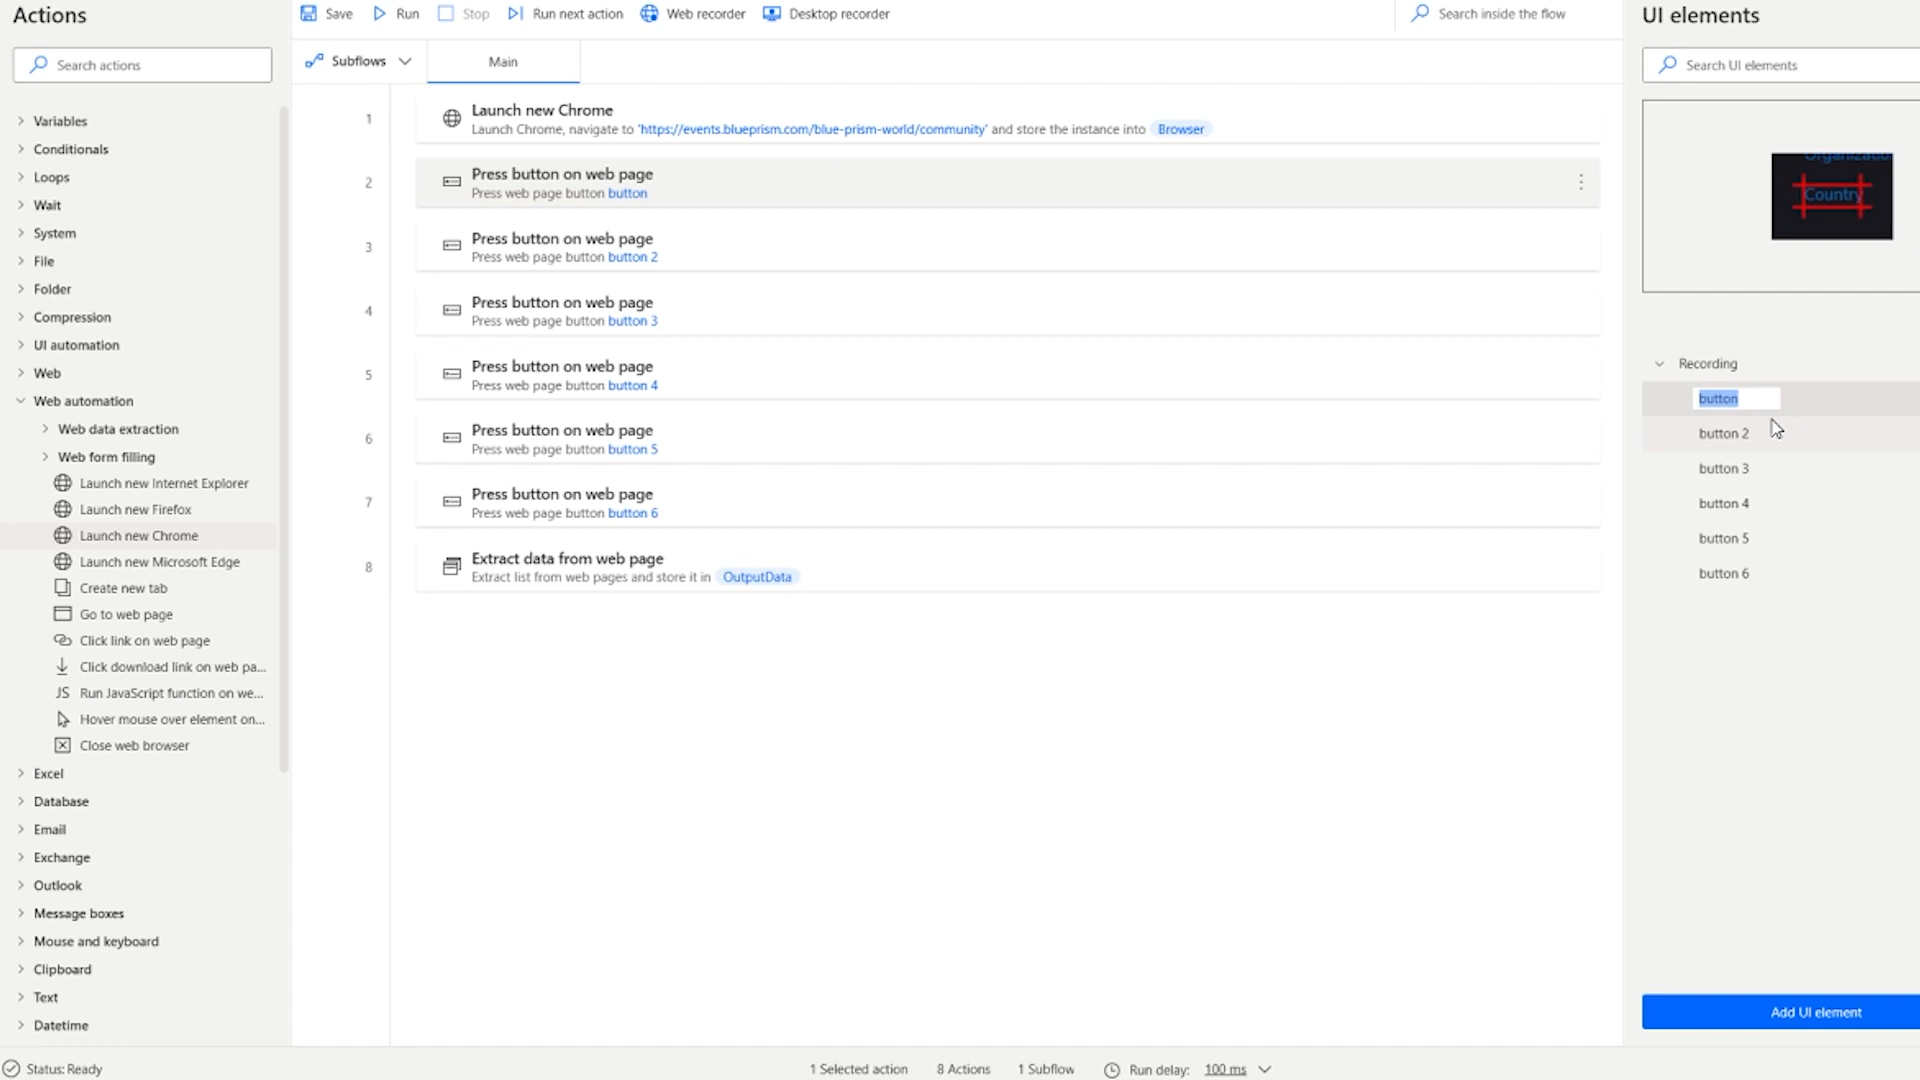 Actions
Search actions
Variables
Conditionals
Loops
Wait
System
File
Folder
Compression
UI automation
Web
Web automation
Web data extraction
Web form filling
Launch new Internet Explorer
Launch new Firefox
Launch new Chrome
Launch new Microsoft Edge
Create new tab
Go to web page
Click link on web page
Click download link on web pa...
JS Run JavaScript function on we...
Hover mouse over element on...
Close web browser
Excel
Database
Email
Exchange
Outlook
Message boxes
Mouse and keyboard
Clipboard
Text
Datetime
Save Run Stop Run next action Web recorder Desktop recorder Search inside the flow
Subflows Main
1 Launch new Chrome
Launch Chrome, navigate to 'https://events.blueprism.com/blue-prism-world/community' and store the instance into Browser
2 Press button on web page
Press web page button button
3 Press button on web page
Press web page button button 2
4 Press button on web page
Press web page button button 3
5 Press button on web page
Press web page button button 4
6 Press button on web page
Press web page button button 5
7 Press button on web page
Press web page button button 6
8 Extract data from web page
Extract list from web pages and store it in OutputData
UI elements
Search UI elements
Organization
Country
Recording
button
button 2
button 3
button 4
button 5
button 6
Add UI element
Status: Ready 1 Selected action 8 Actions 1 Subflow Run delay: 100 ms